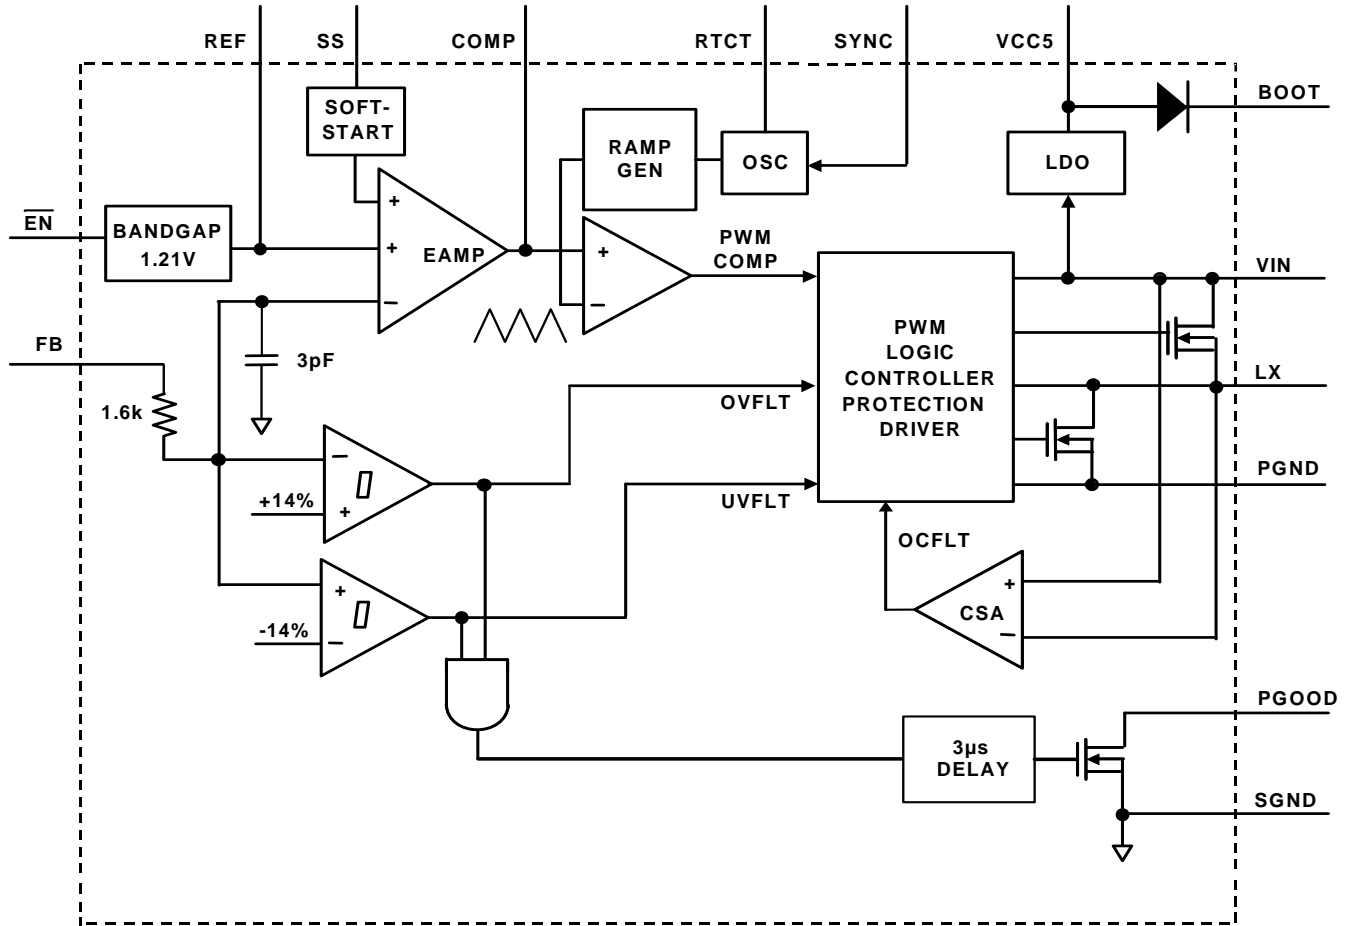 REF
SS
COMP
RTCT
SYNC
VCC5
BOOT
SOFT-
START
RAMP
GEN
OSC
LDO
EN
BANDGAP
1.21V
+
+
−
EAMP
+
−
PWM
COMP
VIN
FB
3pF
1.6k
PWM
LOGIC
CONTROLLER
PROTECTION
DRIVER
LX
OVFLT
−
+14%
+
UVFLT
PGND
OCFLT
+
-14%
−
+
CSA
−
PGOOD
3µs
DELAY
SGND